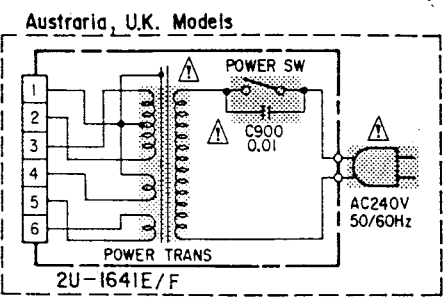 Austraria, U.K. Models
POWER SW
1
2
3
4
5
6
C900
0.01
AC240V
50/60Hz
POWER TRANS
2U-1641E/F